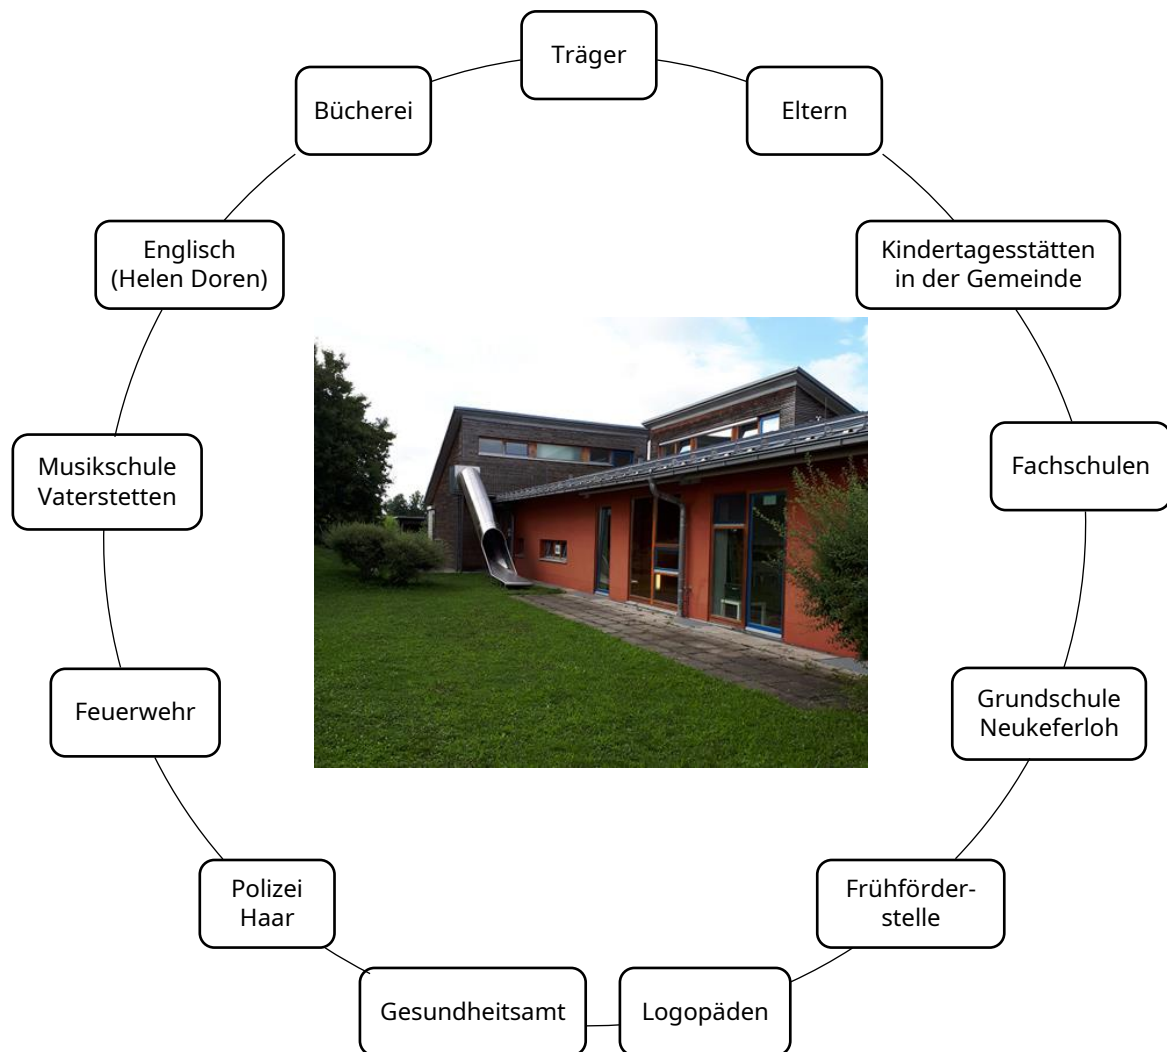 Träger
Eltern
Kindertagesstätten
in der Gemeinde
Fachschulen
Grundschule
Neukeferloh
Frühförder-
stelle
Logopäden
Gesundheitsamt
Polizei
Haar
Feuerwehr
Musikschule
Vaterstetten
Englisch
(Helen Doren)
Bücherei